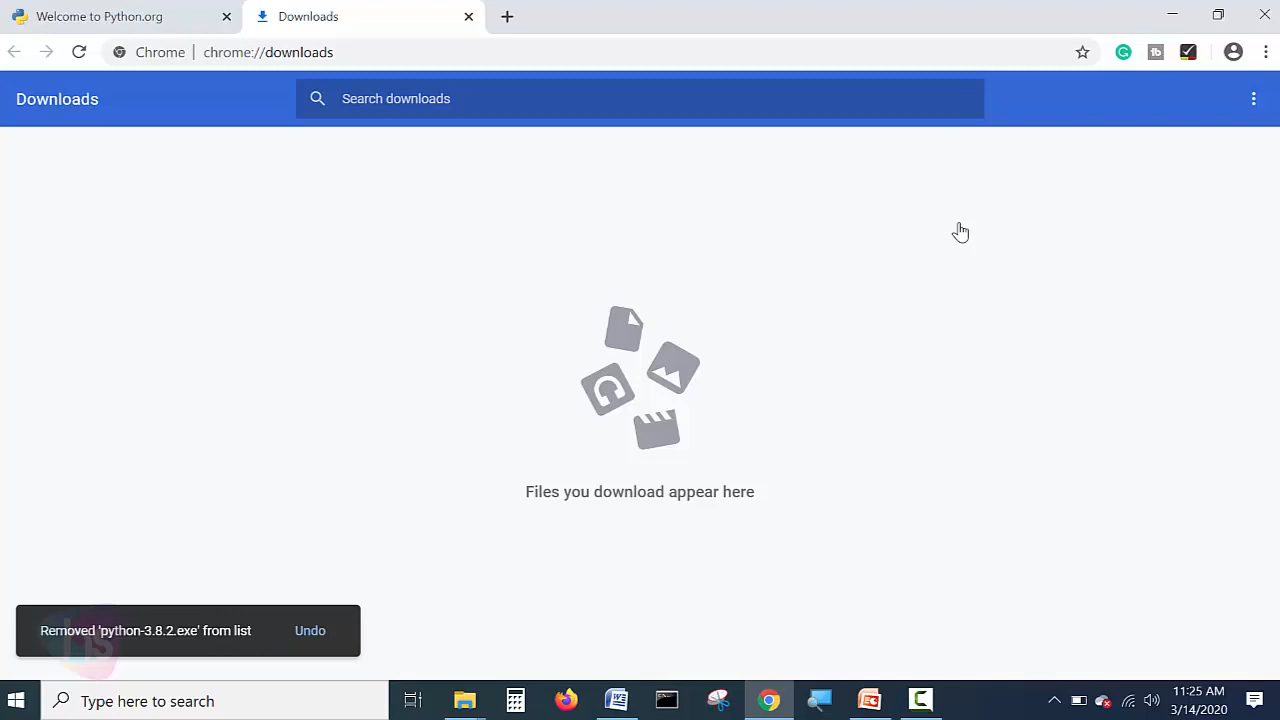 Welcome to Python.org
Downloads
Chrome
chrome://downloads
Downloads
Search downloads
Files you download appear here
Removed 'python-3.8.2.exe' from list
Undo
Type here to search
11:25 AM
3/14/2020